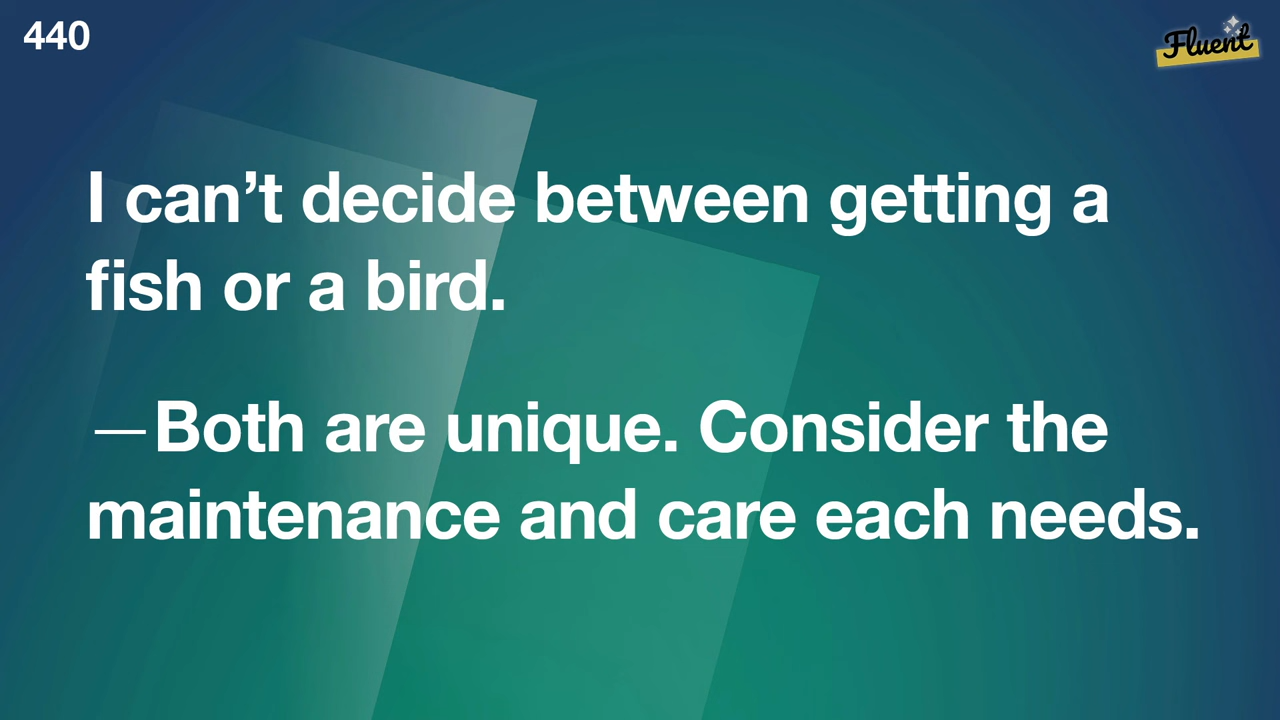 440
Fluent
I can’t decide between getting a
fish or a bird.
—Both are unique. Consider the
maintenance and care each needs.